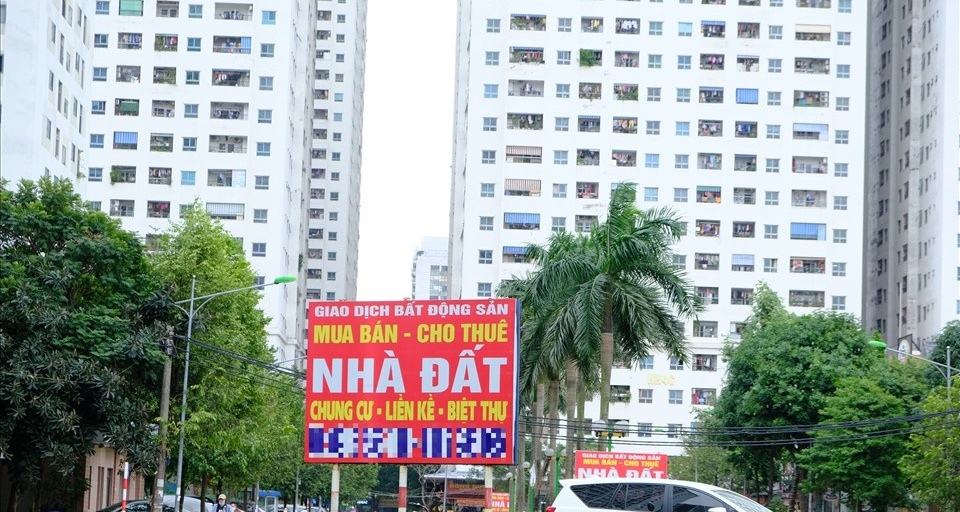 GIAO DỊCH BẤT ĐỘNG SẢN
MUA BÁN - CHO THUÊ
NHÀ ĐẤT
CHUNG CƯ - LIỀN KỀ - BIỆT THỰ
GIAO DỊCH BẤT ĐỘNG SẢN
MUA BÁN - CHO THUÊ
NHÀ ĐẤT